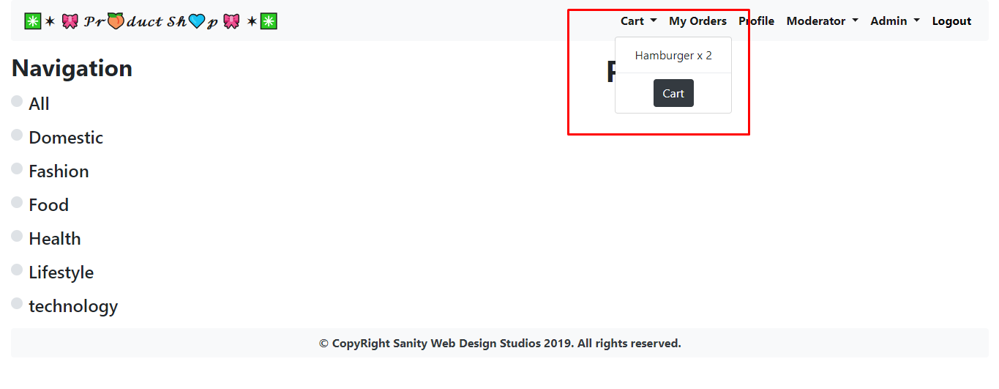 ✳️✶ 🎀 𝒫𝓇🍑𝒹𝓊𝒸𝓉 𝒮𝒽💙𝓅 🎀 ✶✳️
Cart My Orders Profile Moderator Admin Logout
Hamburger x 2
Cart
Navigation
All
Domestic
Fashion
Food
Health
Lifestyle
technology
© CopyRight Sanity Web Design Studios 2019. All rights reserved.